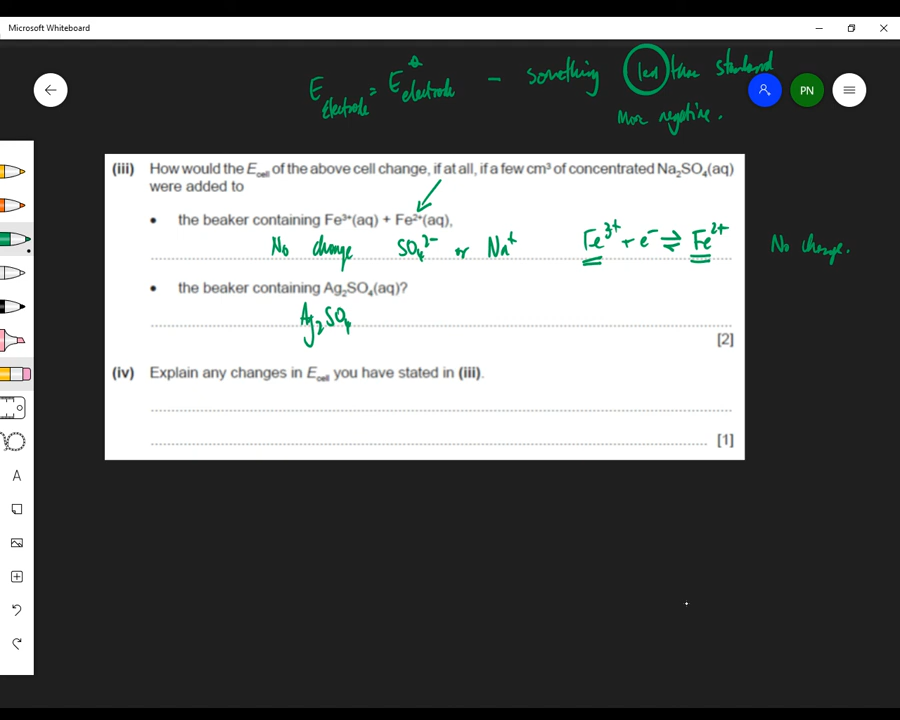 Microsoft Whiteboard
E electrode = E⦵ electrode − something less than standard
more negative.
PN
(iii) How would the Ecell of the above cell change, if at all, if a few cm³ of concentrated Na₂SO₄(aq)
were added to
• the beaker containing Fe³⁺(aq) + Fe²⁺(aq),
No change SO₄²⁻ or Na⁺ Fe³⁺ + e⁻ ⇌ Fe²⁺ No change.
• the beaker containing Ag₂SO₄(aq)?
Ag₂SO₄
[2]
(iv) Explain any changes in Ecell you have stated in (iii).
[1]
A